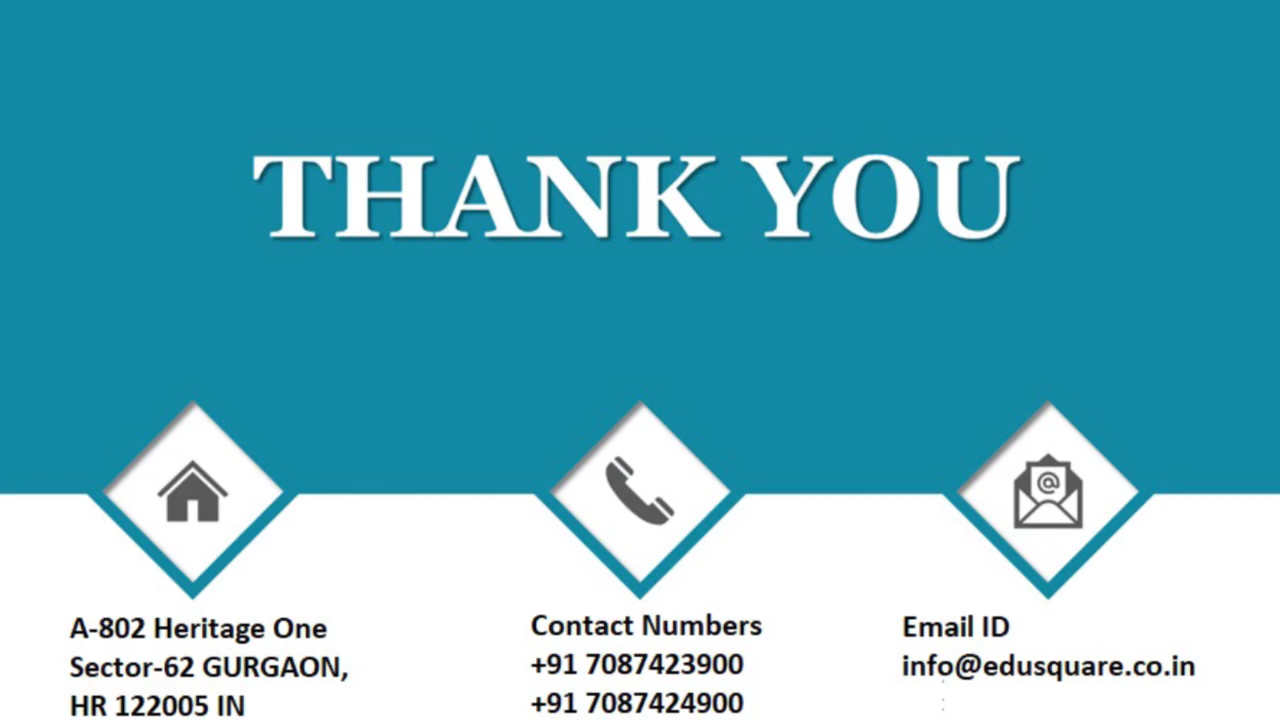 THANK YOU
A-802 Heritage One
Sector-62 GURGAON,
HR 122005 IN
Contact Numbers
+91 7087423900
+91 7087424900
Email ID
info@edusquare.co.in